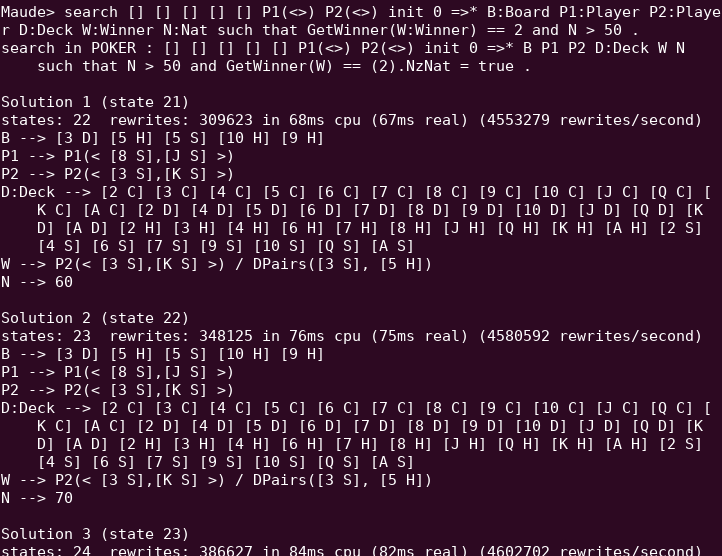 Maude> search [] [] [] [] [] P1(<>) P2(<>) init 0 =>* B:Board P1:Player P2:Playe
r D:Deck W:Winner N:Nat such that GetWinner(W:Winner) == 2 and N > 50 .
search in POKER : [] [] [] [] [] P1(<>) P2(<>) init 0 =>* B P1 P2 D:Deck W N
    such that N > 50 and GetWinner(W) == (2).NzNat = true .

Solution 1 (state 21)
states: 22  rewrites: 309623 in 68ms cpu (67ms real) (4553279 rewrites/second)
B --> [3 D] [5 H] [5 S] [10 H] [9 H]
P1 --> P1(< [8 S],[J S] >)
P2 --> P2(< [3 S],[K S] >)
D:Deck --> [2 C] [3 C] [4 C] [5 C] [6 C] [7 C] [8 C] [9 C] [10 C] [J C] [Q C] [
    K C] [A C] [2 D] [4 D] [5 D] [6 D] [7 D] [8 D] [9 D] [10 D] [J D] [Q D] [K
    D] [A D] [2 H] [3 H] [4 H] [6 H] [7 H] [8 H] [J H] [Q H] [K H] [A H] [2 S]
    [4 S] [6 S] [7 S] [9 S] [10 S] [Q S] [A S]
W --> P2(< [3 S],[K S] >) / DPairs([3 S], [5 H])
N --> 60

Solution 2 (state 22)
states: 23  rewrites: 348125 in 76ms cpu (75ms real) (4580592 rewrites/second)
B --> [3 D] [5 H] [5 S] [10 H] [9 H]
P1 --> P1(< [8 S],[J S] >)
P2 --> P2(< [3 S],[K S] >)
D:Deck --> [2 C] [3 C] [4 C] [5 C] [6 C] [7 C] [8 C] [9 C] [10 C] [J C] [Q C] [
    K C] [A C] [2 D] [4 D] [5 D] [6 D] [7 D] [8 D] [9 D] [10 D] [J D] [Q D] [K
    D] [A D] [2 H] [3 H] [4 H] [6 H] [7 H] [8 H] [J H] [Q H] [K H] [A H] [2 S]
    [4 S] [6 S] [7 S] [9 S] [10 S] [Q S] [A S]
W --> P2(< [3 S],[K S] >) / DPairs([3 S], [5 H])
N --> 70

Solution 3 (state 23)
states: 24  rewrites: 386627 in 84ms cpu (82ms real) (4602702 rewrites/second)